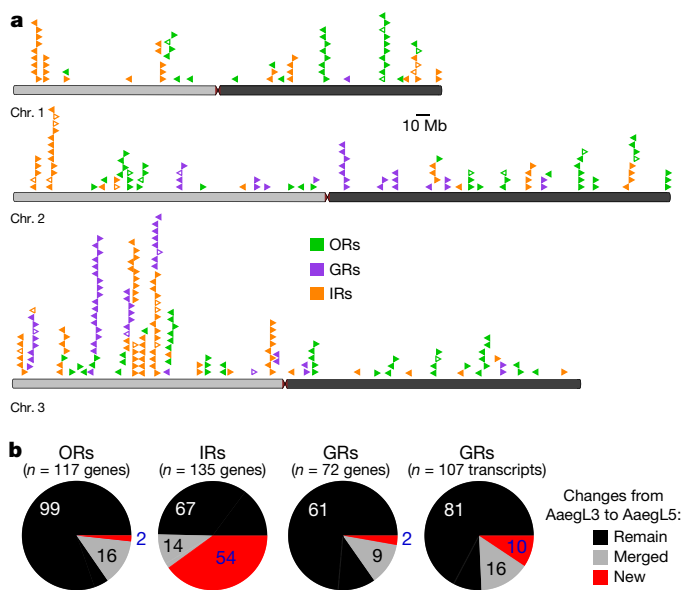 a
Chr. 1
10 Mb
Chr. 2
ORs
GRs
IRs
Chr. 3
b
ORs
(n = 117 genes)
99
16
2
IRs
(n = 135 genes)
67
14
54
GRs
(n = 72 genes)
61
9
2
GRs
(n = 107 transcripts)
81
16
10
Changes from
AaegL3 to AaegL5:
Remain
Merged
New